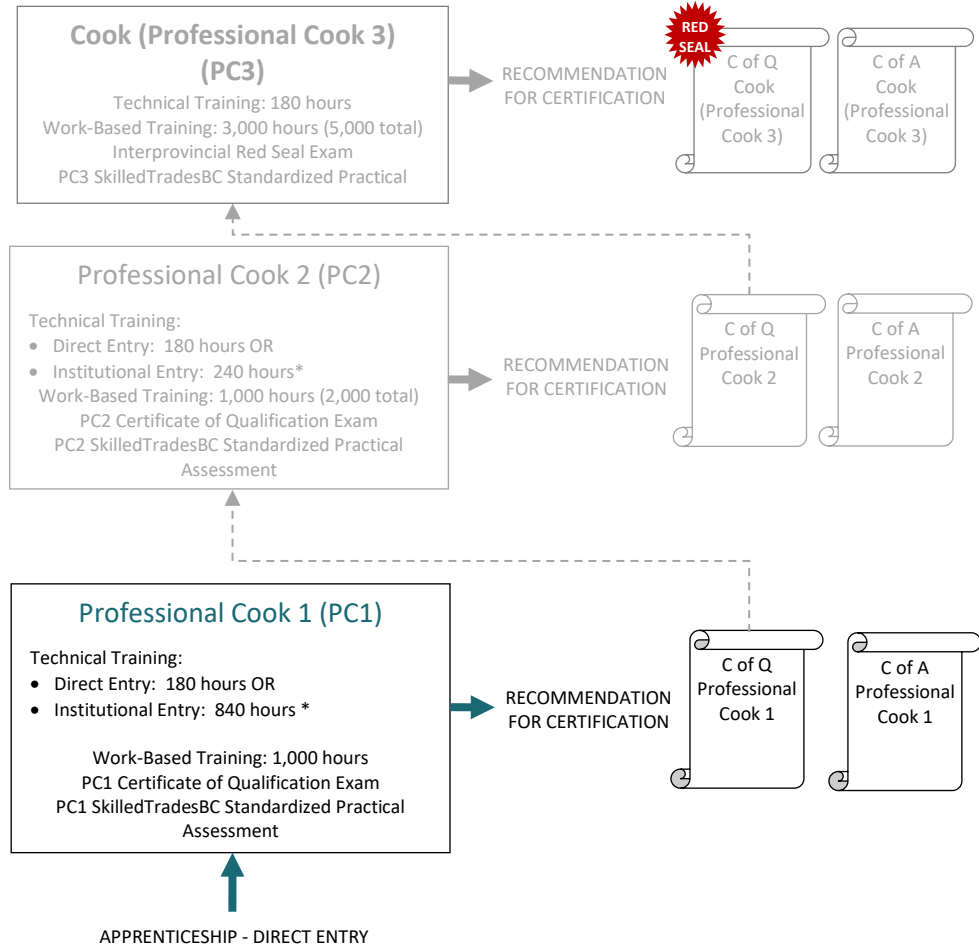 Cook (Professional Cook 3)
(PC3)
Technical Training: 180 hours
Work-Based Training: 3,000 hours (5,000 total)
Interprovincial Red Seal Exam
PC3 SkilledTradesBC Standardized Practical
RECOMMENDATION
FOR CERTIFICATION
RED
SEAL
C of Q
Cook
(Professional
Cook 3)
C of A
Cook
(Professional
Cook 3)
Professional Cook 2 (PC2)
Technical Training:
• Direct Entry: 180 hours OR
• Institutional Entry: 240 hours*
Work-Based Training: 1,000 hours (2,000 total)
PC2 Certificate of Qualification Exam
PC2 SkilledTradesBC Standardized Practical
Assessment
RECOMMENDATION
FOR CERTIFICATION
C of Q
Professional
Cook 2
C of A
Professional
Cook 2
Professional Cook 1 (PC1)
Technical Training:
• Direct Entry: 180 hours OR
• Institutional Entry: 840 hours *
Work-Based Training: 1,000 hours
PC1 Certificate of Qualification Exam
PC1 SkilledTradesBC Standardized Practical
Assessment
RECOMMENDATION
FOR CERTIFICATION
C of Q
Professional
Cook 1
C of A
Professional
Cook 1
APPRENTICESHIP - DIRECT ENTRY